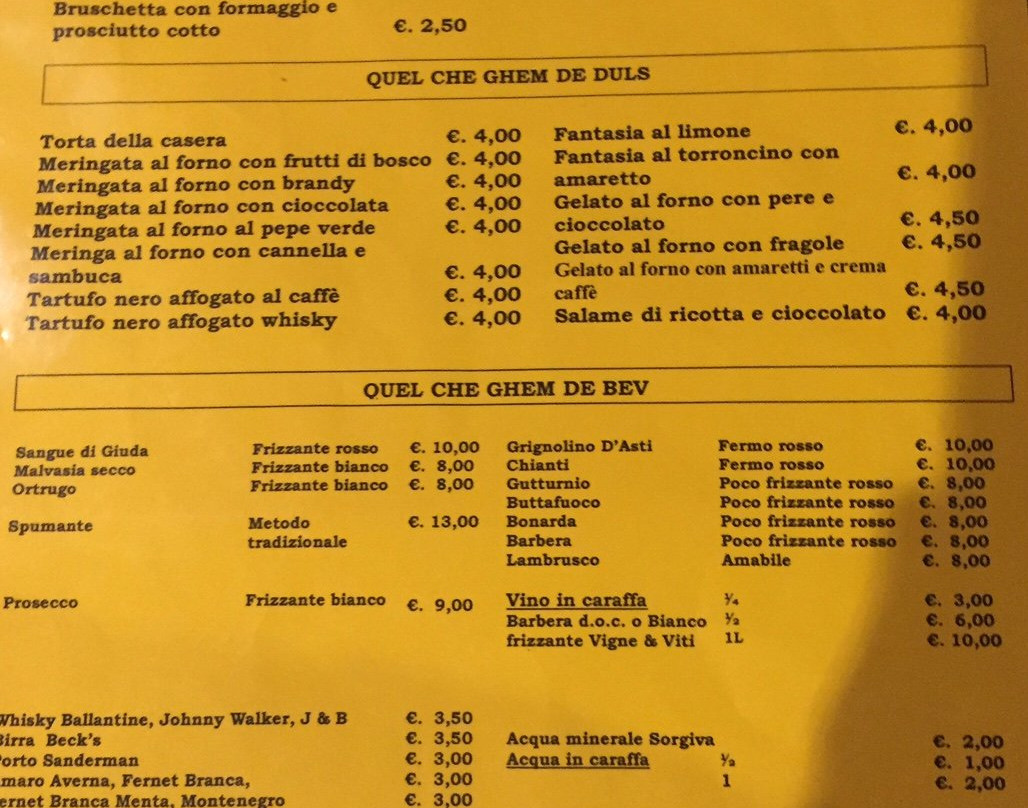 Bruschetta con formaggio e
prosciutto cotto €. 2,50
QUEL CHE GHEM DE DULS
Torta della casera €. 4,00
Meringata al forno con frutti di bosco €. 4,00
Meringata al forno con brandy €. 4,00
Meringata al forno con cioccolata €. 4,00
Meringata al forno al pepe verde €. 4,00
Meringa al forno con cannella e
sambuca €. 4,00
Tartufo nero affogato al caffè €. 4,00
Tartufo nero affogato whisky €. 4,00
Fantasia al limone €. 4,00
Fantasia al torroncino con
amaretto €. 4,00
Gelato al forno con pere e
cioccolato €. 4,50
Gelato al forno con fragole €. 4,50
Gelato al forno con amaretti e crema
caffè €. 4,50
Salame di ricotta e cioccolato €. 4,00
QUEL CHE GHEM DE BEV
Sangue di Giuda Frizzante rosso €. 10,00
Malvasia secco Frizzante bianco €. 8,00
Ortrugo Frizzante bianco €. 8,00
Spumante Metodo €. 13,00
tradizionale
Prosecco Frizzante bianco €. 9,00
Grignolino D'Asti Fermo rosso €. 10,00
Chianti Fermo rosso €. 10,00
Gutturnio Poco frizzante rosso €. 8,00
Buttafuoco Poco frizzante rosso €. 8,00
Bonarda Poco frizzante rosso €. 8,00
Barbera Poco frizzante rosso €. 8,00
Lambrusco Amabile €. 8,00
Vino in caraffa ¼ €. 3,00
Barbera d.o.c. o Bianco ½ €. 6,00
frizzante Vigne & Viti 1L €. 10,00
Whisky Ballantine, Johnny Walker, J & B €. 3,50
Birra Beck's €. 3,50
Porto Sanderman €. 3,00
maro Averna, Fernet Branca, €. 3,00
ernet Branca Menta, Montenegro €. 3,00
Acqua minerale Sorgiva €. 2,00
Acqua in caraffa ½ €. 1,00
1 €. 2,00